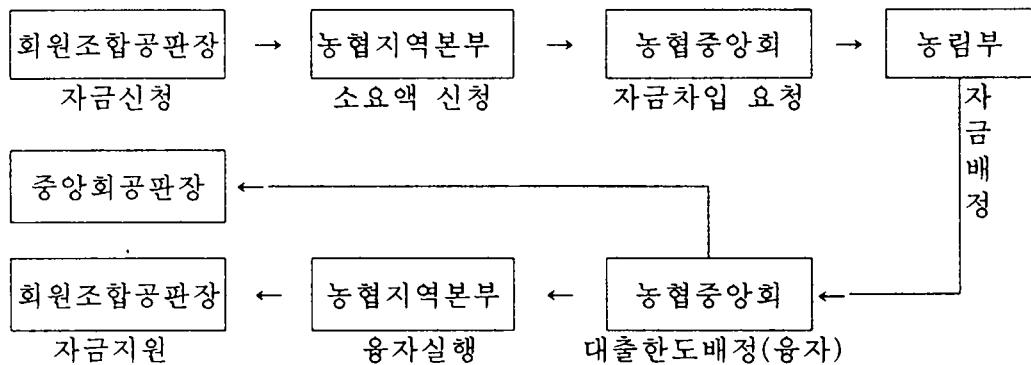 회원조합공판장 → 농협지역본부 → 농협중앙회 → 농림부
자금신청 소요액 신청 자금차입 요청 자금배정
중앙회공판장 ←
회원조합공판장 ← 농협지역본부 ← 농협중앙회 ←
자금지원 융자실행 대출한도배정(융자)